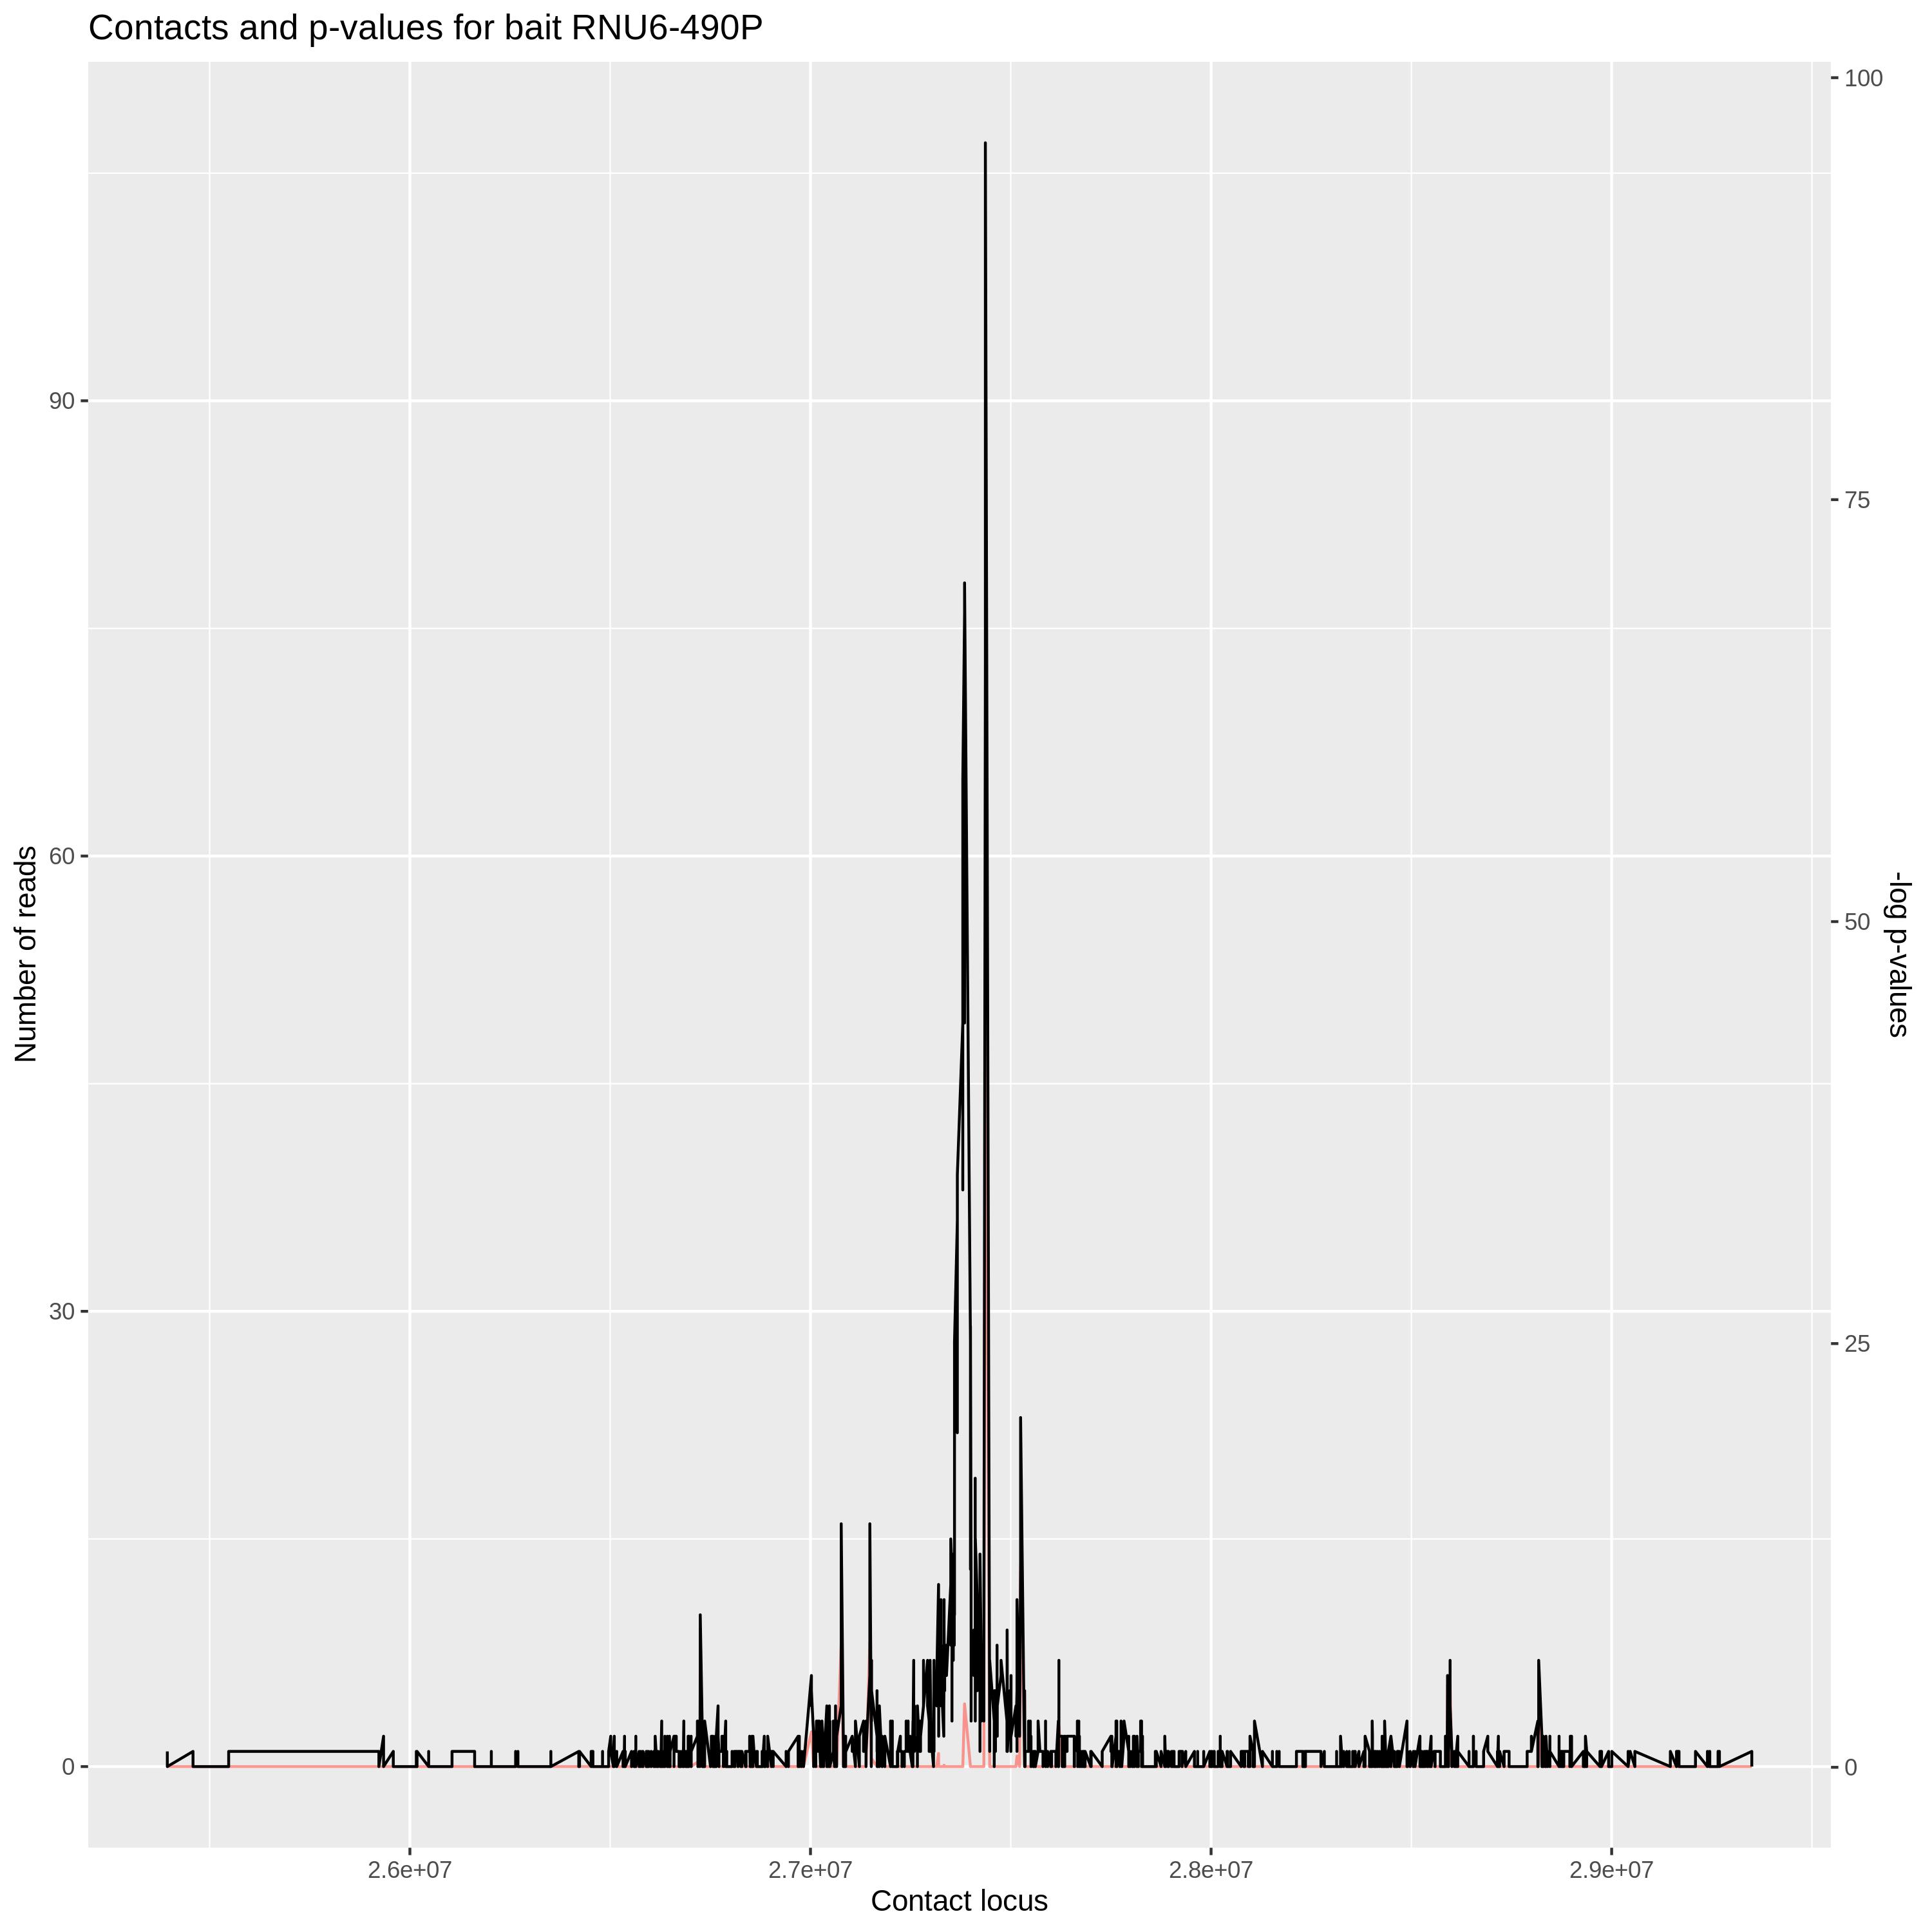 Contacts and p-values for bait RNU6-490P
Number of reads
90
60
30
0
100
75
50
25
0
-log p-values
2.6e+07
2.7e+07
2.8e+07
2.9e+07
Contact locus